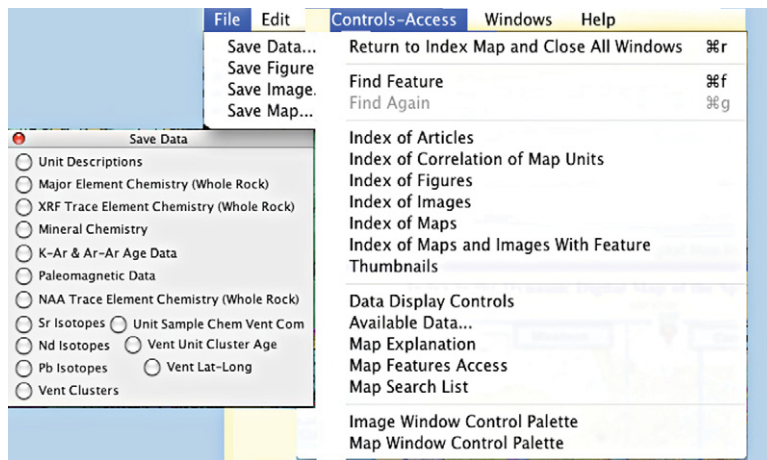 File Edit Controls-Access Windows Help
Save Data...
Save Figure
Save Image.
Save Map...
Return to Index Map and Close All Windows ⌘r
Find Feature ⌘f
Find Again ⌘g
Index of Articles
Index of Correlation of Map Units
Index of Figures
Index of Images
Index of Maps
Index of Maps and Images With Feature
Thumbnails
Data Display Controls
Available Data...
Map Explanation
Map Features Access
Map Search List
Image Window Control Palette
Map Window Control Palette
Save Data
Unit Descriptions
Major Element Chemistry (Whole Rock)
XRF Trace Element Chemistry (Whole Rock)
Mineral Chemistry
K-Ar & Ar-Ar Age Data
Paleomagnetic Data
NAA Trace Element Chemistry (Whole Rock)
Sr Isotopes Unit Sample Chem Vent Com
Nd Isotopes Vent Unit Cluster Age
Pb Isotopes Vent Lat-Long
Vent Clusters